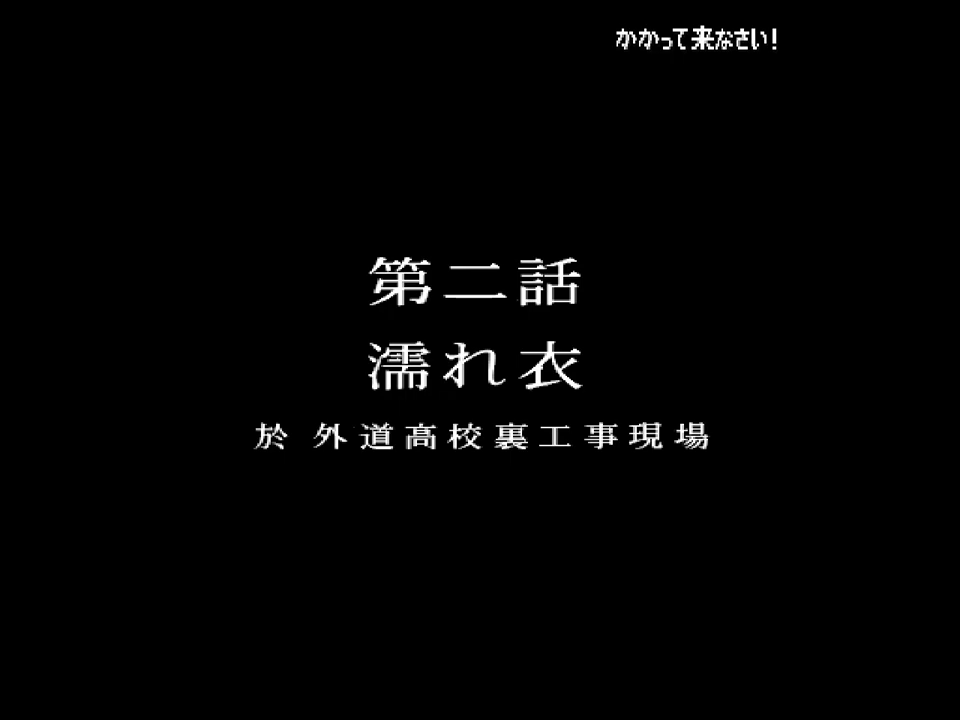 かかって来なさい!
第二話
濡れ衣
於 外道高校裏工事現場